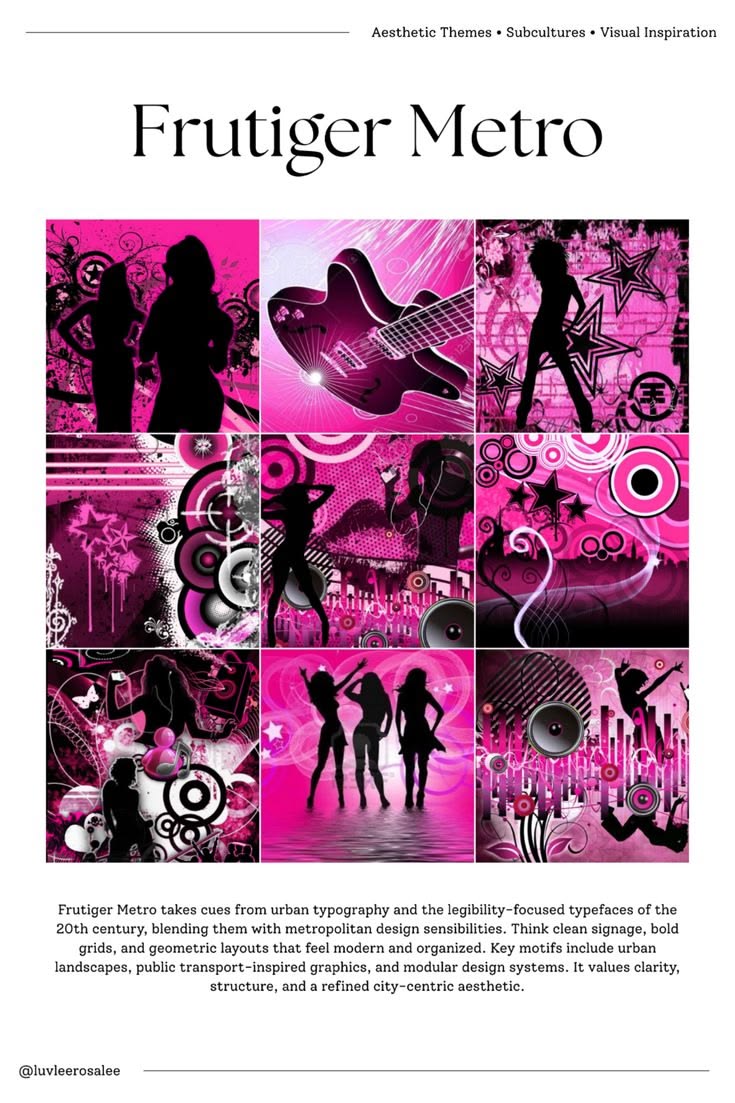 Aesthetic Themes • Subcultures • Visual Inspiration
Frutiger Metro
Frutiger Metro takes cues from urban typography and the legibility-focused typefaces of the
20th century, blending them with metropolitan design sensibilities. Think clean signage, bold
grids, and geometric layouts that feel modern and organized. Key motifs include urban
landscapes, public transport-inspired graphics, and modular design systems. It values clarity,
structure, and a refined city-centric aesthetic.
@luvleerosalee